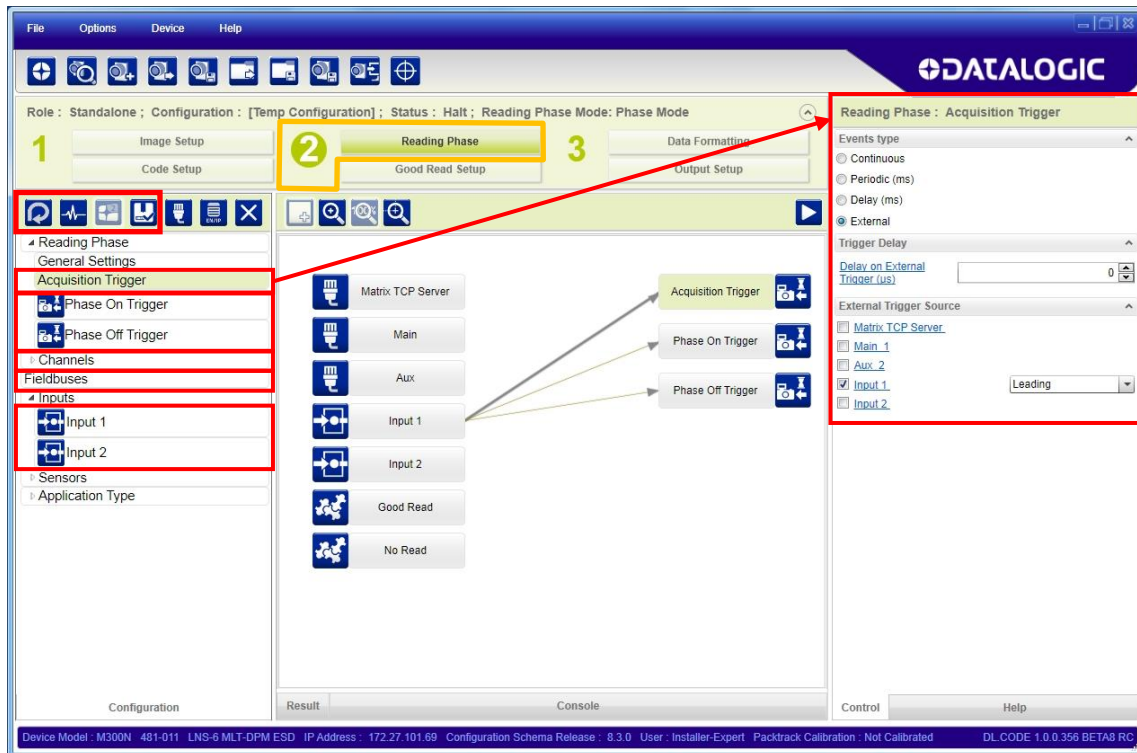 File Options Device Help
DATALOGIC
Role : Standalone ; Configuration : [Temp Configuration] ; Status : Halt ; Reading Phase Mode: Phase Mode
1
Image Setup
Code Setup
2
Reading Phase
Good Read Setup
3
Data Formatting
Output Setup
EN/IP
Reading Phase
General Settings
Acquisition Trigger
Phase On Trigger
Phase Off Trigger
Channels
Fieldbuses
Inputs
Input 1
Input 2
Sensors
Application Type
Configuration
100%
Matrix TCP Server
Main
Aux
Input 1
Input 2
Good Read
No Read
Acquisition Trigger
Phase On Trigger
Phase Off Trigger
Result Console
Reading Phase : Acquisition Trigger
Events type
Continuous
Periodic (ms)
Delay (ms)
External
Trigger Delay
Delay on External
Trigger (us)
0
External Trigger Source
Matrix TCP Server
Main 1
Aux 2
Input 1 Leading
Input 2
Control Help
Device Model : M300N 481-011 LNS-6 MLT-DPM ESD IP Address : 172.27.101.69 Configuration Schema Release : 8.3.0 User : Installer-Expert Packtrack Calibration : Not Calibrated DL.CODE 1.0.0.356 BETA8 RC